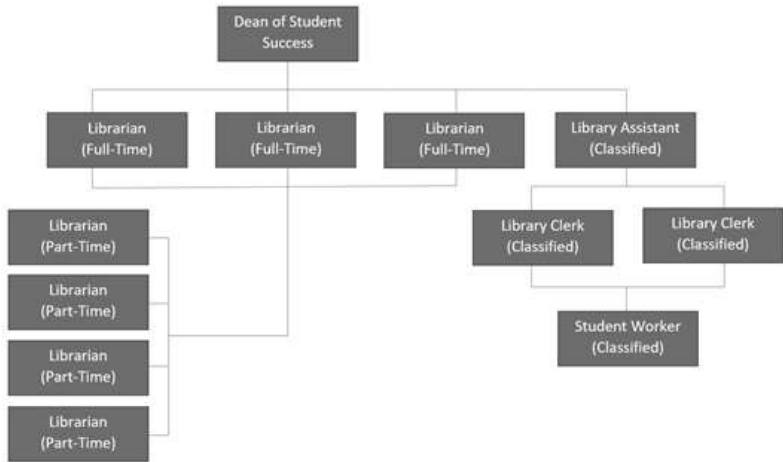 Dean of Student
Success
Librarian
(Full-Time)
Librarian
(Full-Time)
Librarian
(Full-Time)
Library Assistant
(Classified)
Library Clerk
(Classified)
Library Clerk
(Classified)
Student Worker
(Classified)
Librarian
(Part-Time)
Librarian
(Part-Time)
Librarian
(Part-Time)
Librarian
(Part-Time)